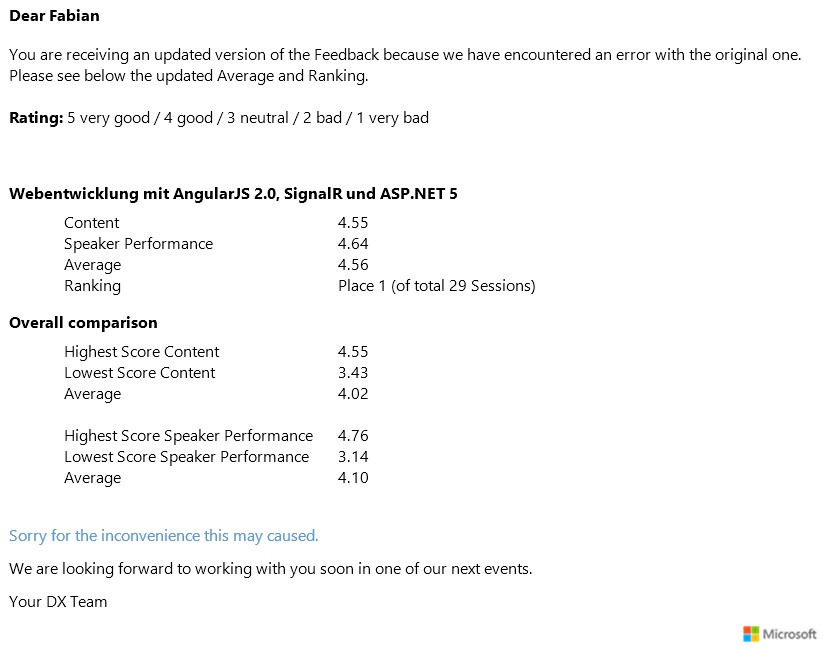 Dear Fabian
You are receiving an updated version of the Feedback because we have encountered an error with the original one.
Please see below the updated Average and Ranking.
Rating: 5 very good / 4 good / 3 neutral / 2 bad / 1 very bad
Webentwicklung mit AngularJS 2.0, SignalR und ASP.NET 5
Content 4.55
Speaker Performance 4.64
Average 4.56
Ranking Place 1 (of total 29 Sessions)
Overall comparison
Highest Score Content 4.55
Lowest Score Content 3.43
Average 4.02
Highest Score Speaker Performance 4.76
Lowest Score Speaker Performance 3.14
Average 4.10
Sorry for the inconvenience this may caused.
We are looking forward to working with you soon in one of our next events.
Your DX Team
Microsoft